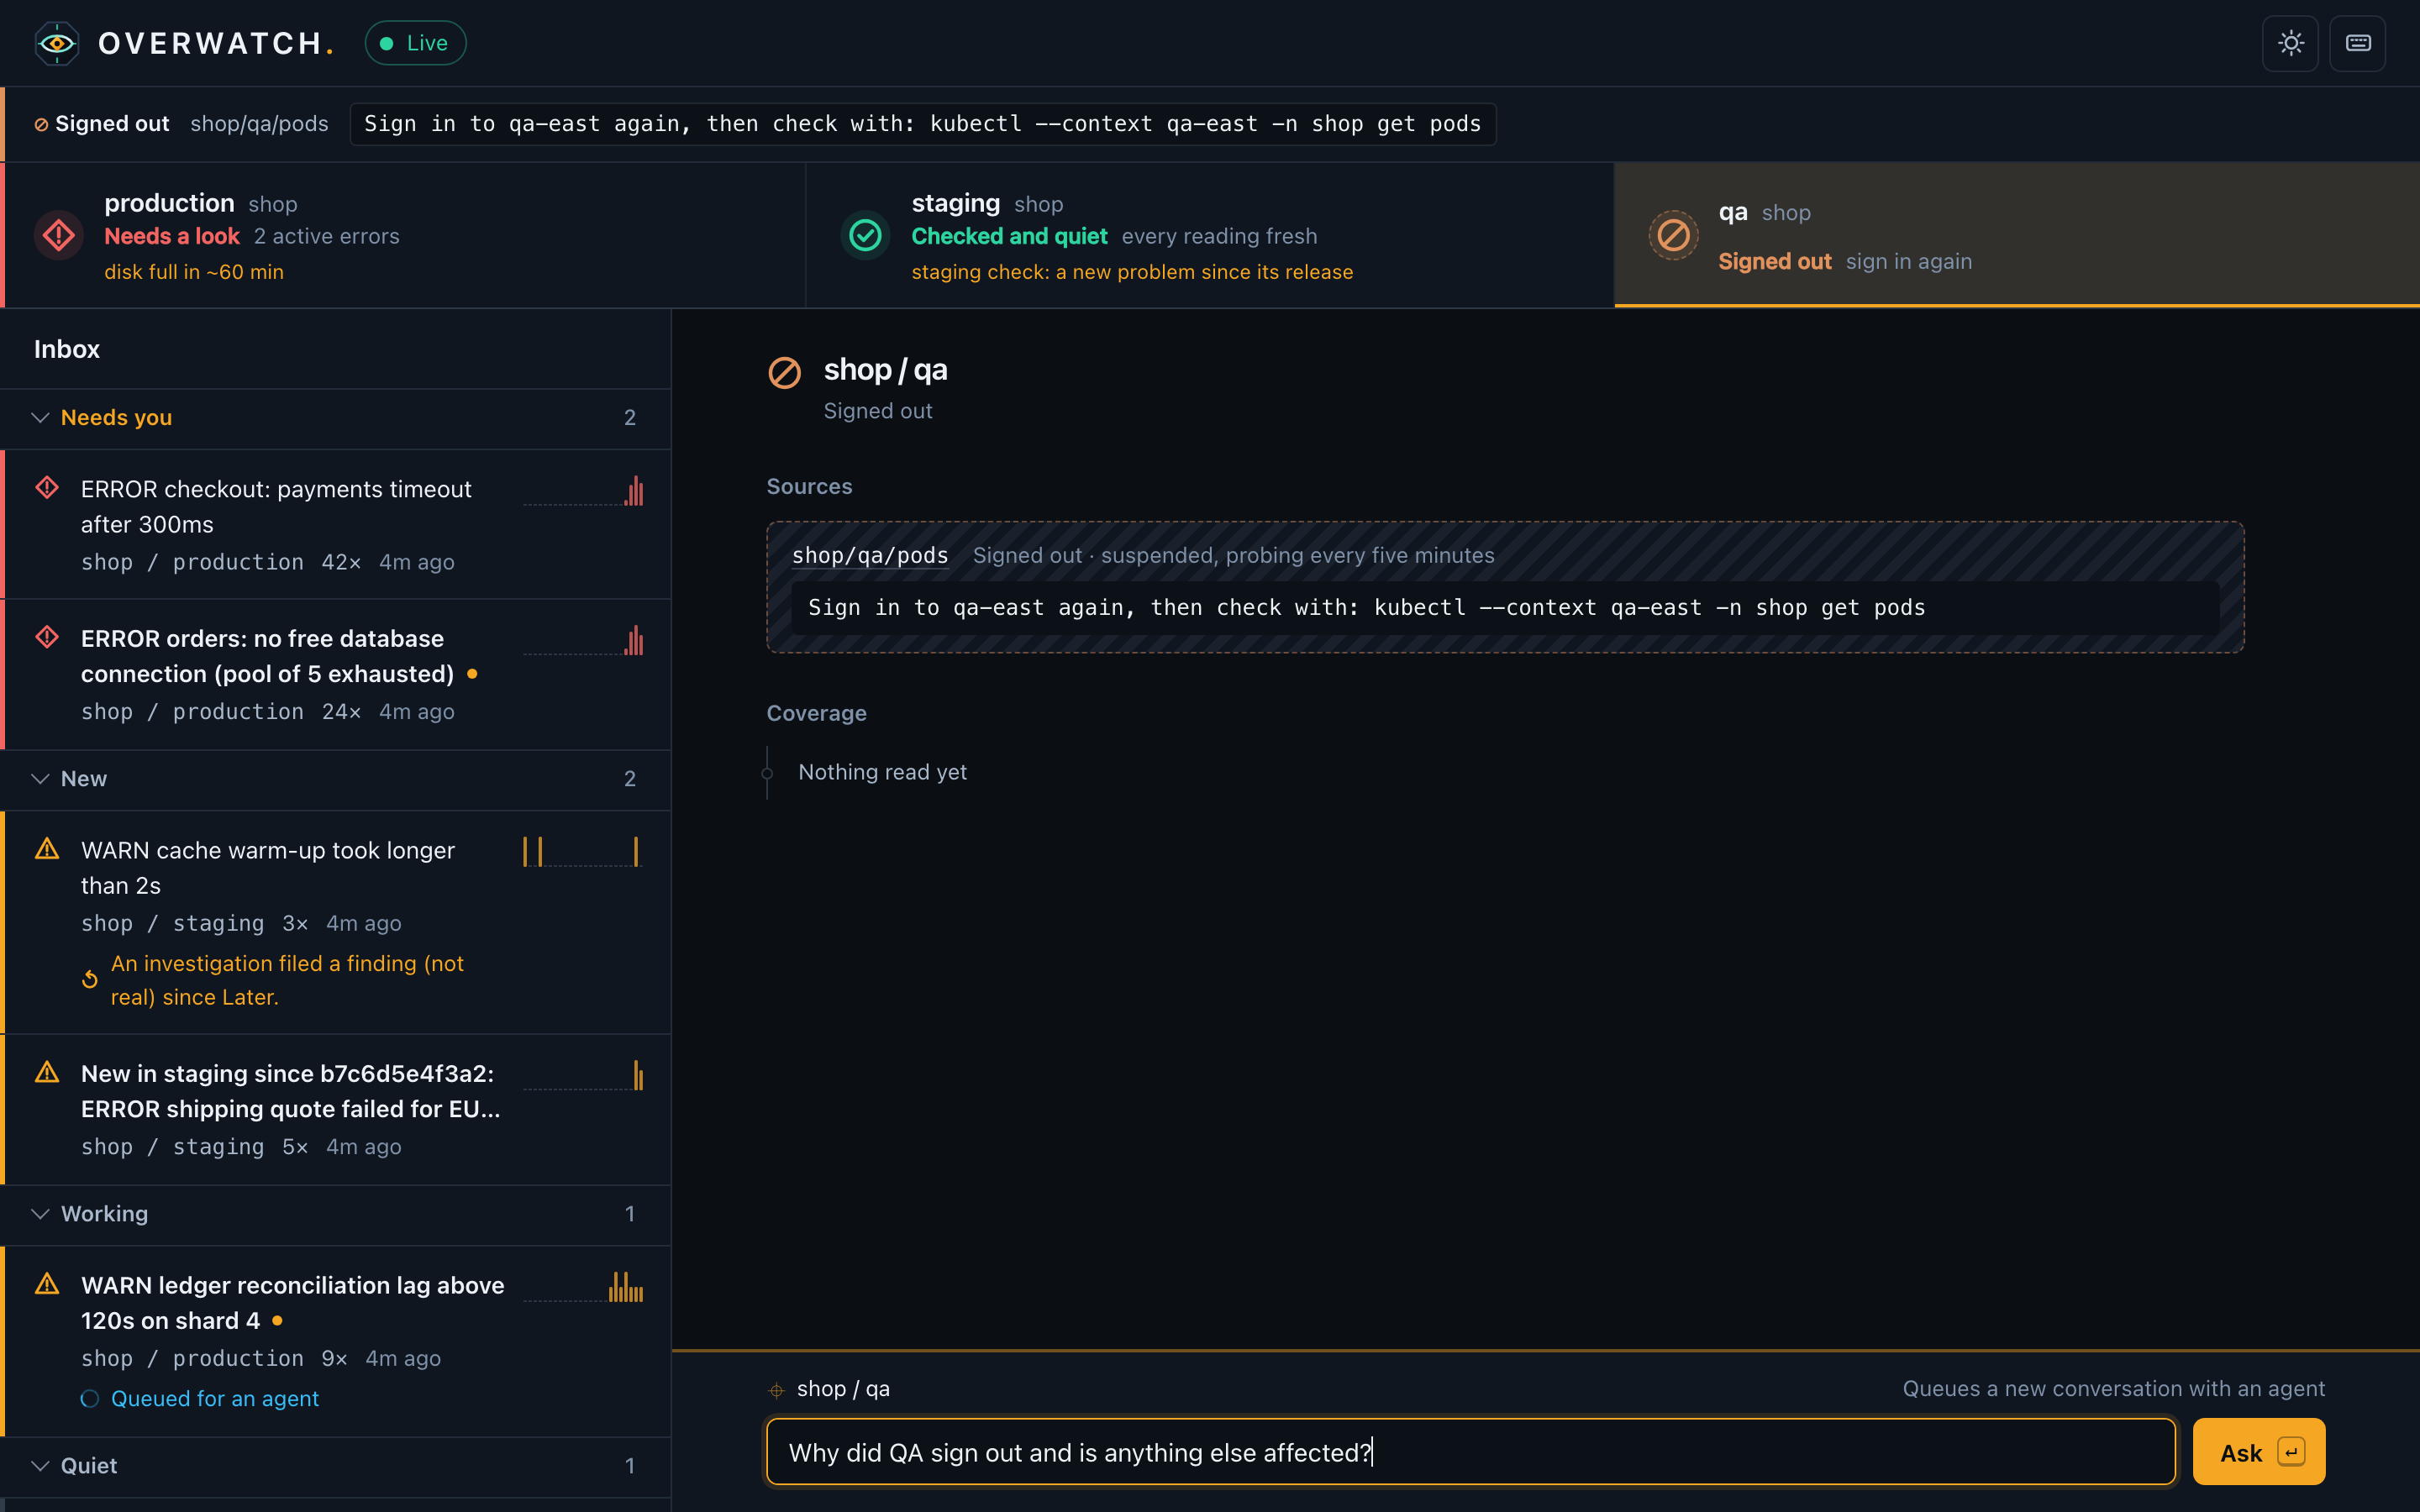 OVERWATCH.
Live
Signed out shop/qa/pods Sign in to qa-east again, then check with: kubectl --context qa-east -n shop get pods
production shop
Needs a look 2 active errors
disk full in ~60 min
staging shop
Checked and quiet every reading fresh
staging check: a new problem since its release
qa shop
Signed out sign in again
Inbox
Needs you 2
ERROR checkout: payments timeout
after 300ms
shop / production 42× 4m ago
ERROR orders: no free database
connection (pool of 5 exhausted)
shop / production 24× 4m ago
New 2
WARN cache warm-up took longer
than 2s
shop / staging 3× 4m ago
An investigation filed a finding (not
real) since Later.
New in staging since b7c6d5e4f3a2:
ERROR shipping quote failed for EU...
shop / staging 5× 4m ago
Working 1
WARN ledger reconciliation lag above
120s on shard 4
shop / production 9× 4m ago
Queued for an agent
Quiet 1
shop / qa
Signed out
Sources
shop/qa/pods Signed out · suspended, probing every five minutes
Sign in to qa-east again, then check with: kubectl --context qa-east -n shop get pods
Coverage
Nothing read yet
shop / qa
Queues a new conversation with an agent
Why did QA sign out and is anything else affected?
Ask ↵